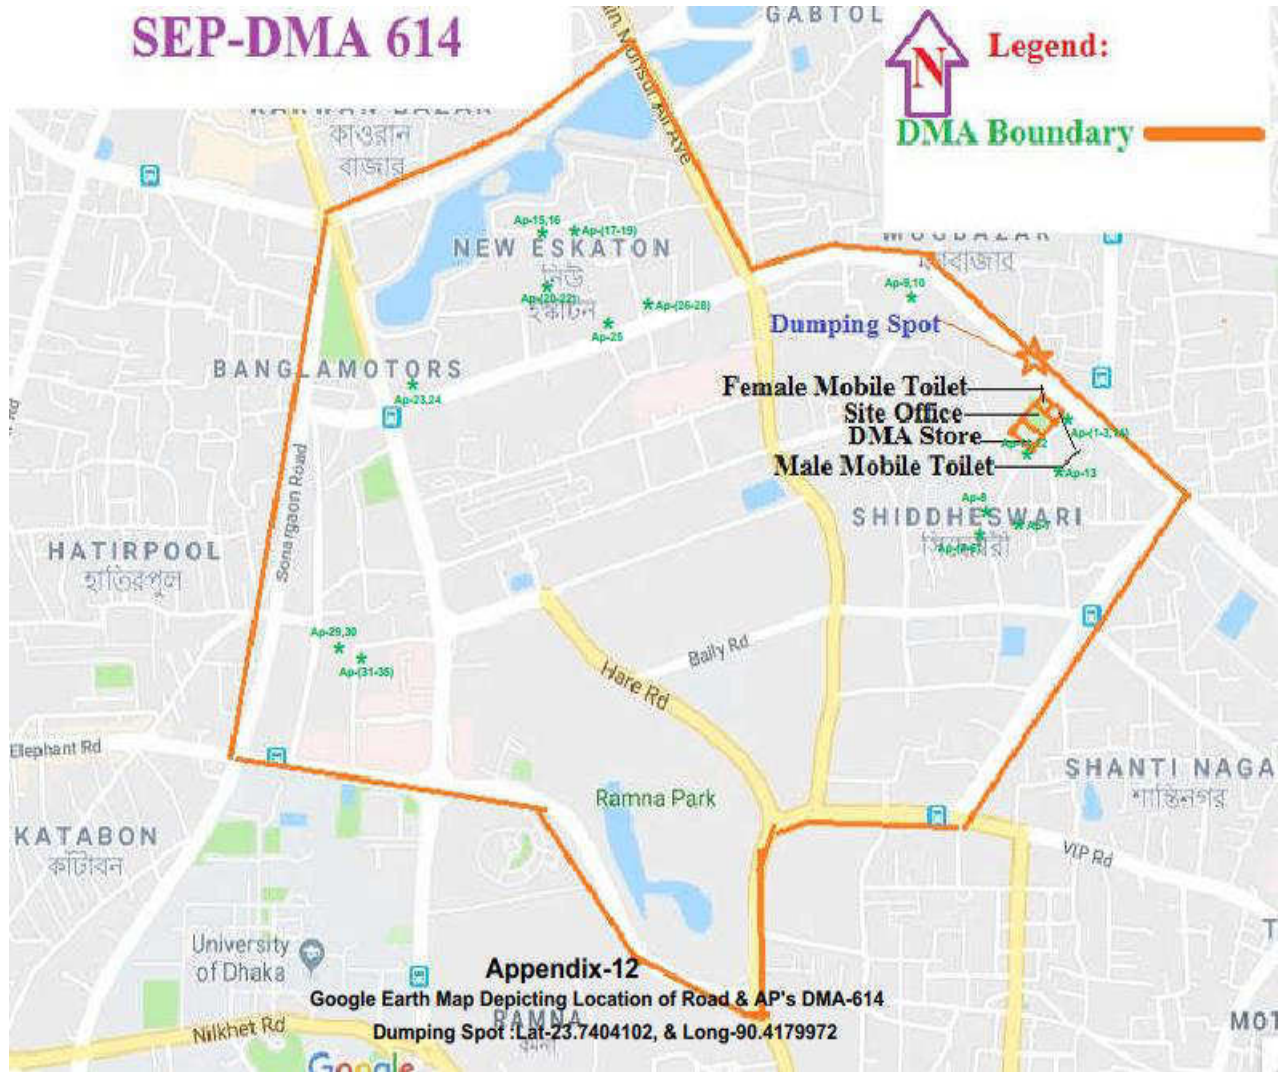 SEP-DMA 614
GABTOL
N
Legend:
DMA Boundary
কাওরান
বাজার
Ap-15,16
Ap-(17-19)
NEW ESKATON
নিউ
ইস্কাটন
Ap-(20-22)
Ap-(26-28)
Ap-25
Ap-9,10
Dumping Spot
BANGLAMOTORS
Ap-23,24
Female Mobile Toilet
Site Office
DMA Store
Male Mobile Toilet
Ap-13
Ap-8
SHIDDHESWARI
Sonargaon Road
HATIRPOOL
হাতিরপুল
Ap-29,30
Ap-(31-35)
Baily Rd
Hare Rd
Elephant Rd
Ramna Park
SHANTI NAGA
শান্তিনগর
KATABON
কাঁটাবন
VIP Rd
University
of Dhaka
Appendix-12
Google Earth Map Depicting Location of Road & AP's DMA-614
RAMNA
Dumping Spot :Lat-23.7404102, & Long-90.4179972
MOT
Nilkhet Rd
Google